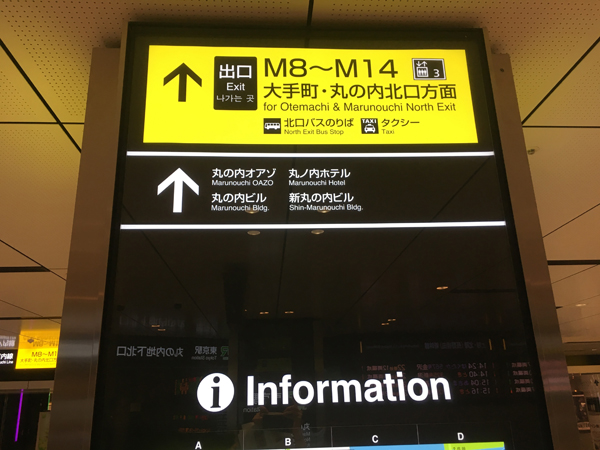 出口 M8～M14 3
Exit
나가는 곳
大手町・丸の内北口方面
for Otemachi & Marunouchi North Exit
北口バスのりば TAXI タクシー
North Exit Bus Stop Taxi
丸の内オアゾ 丸ノ内ホテル
Marunouchi OAZO Marunouchi Hotel
丸の内ビル 新丸の内ビル
Marunouchi Bldg. Shin-Marunouchi Bldg.
i Information
A B C D